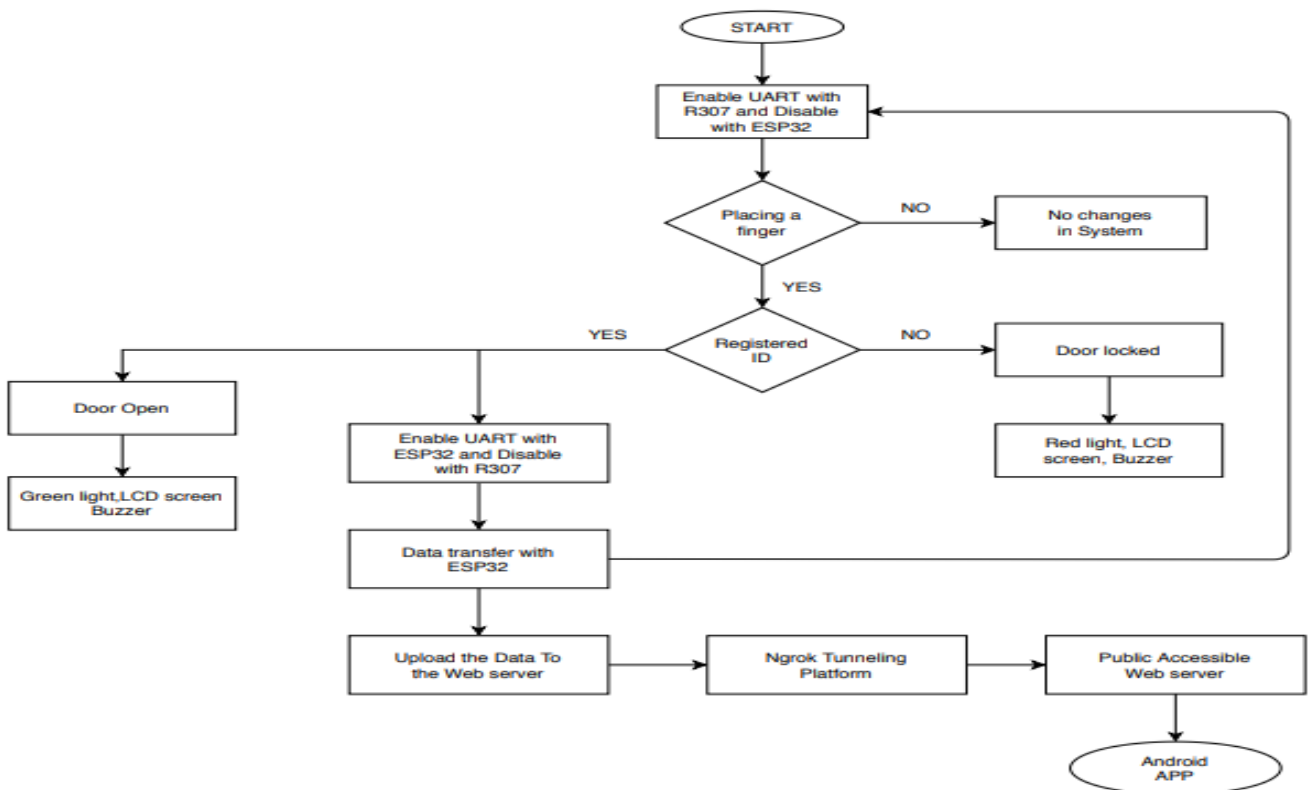 START
Enable UART with
R307 and Disable
with ESP32
Placing a
finger
NO
No changes
in System
YES
Registered
ID
YES
NO
Door locked
Red light, LCD
screen, Buzzer
Door Open
Green light,LCD screen
Buzzer
Enable UART with
ESP32 and Disable
with R307
Data transfer with
ESP32
Upload the Data To
the Web server
Ngrok Tunneling
Platform
Public Accessible
Web server
Android
APP